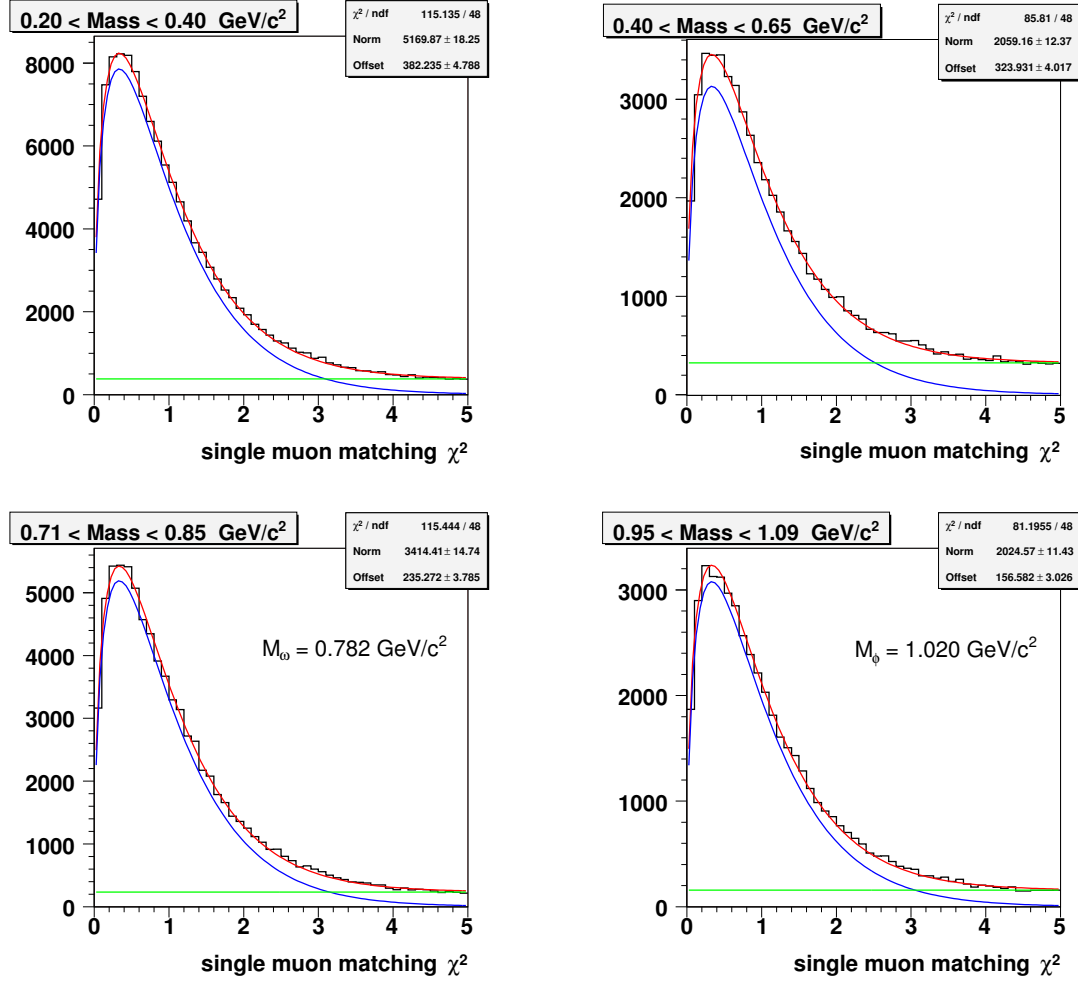 0.20 < Mass < 0.40 GeV/c²
χ² / ndf 115.135 / 48
Norm 5169.87 ± 18.25
Offset 382.235 ± 4.788
8000
6000
4000
2000
0
0 1 2 3 4 5
single muon matching χ²
0.40 < Mass < 0.65 GeV/c²
χ² / ndf 85.81 / 48
Norm 2059.16 ± 12.37
Offset 323.931 ± 4.017
3000
2000
1000
0
0 1 2 3 4 5
single muon matching χ²
0.71 < Mass < 0.85 GeV/c²
χ² / ndf 115.444 / 48
Norm 3414.41 ± 14.74
Offset 235.272 ± 3.785
5000
M_ω = 0.782 GeV/c²
4000
3000
2000
1000
0
0 1 2 3 4 5
single muon matching χ²
0.95 < Mass < 1.09 GeV/c²
χ² / ndf 81.1955 / 48
Norm 2024.57 ± 11.43
Offset 156.582 ± 3.026
3000
M_ϕ = 1.020 GeV/c²
2000
1000
0
0 1 2 3 4 5
single muon matching χ²